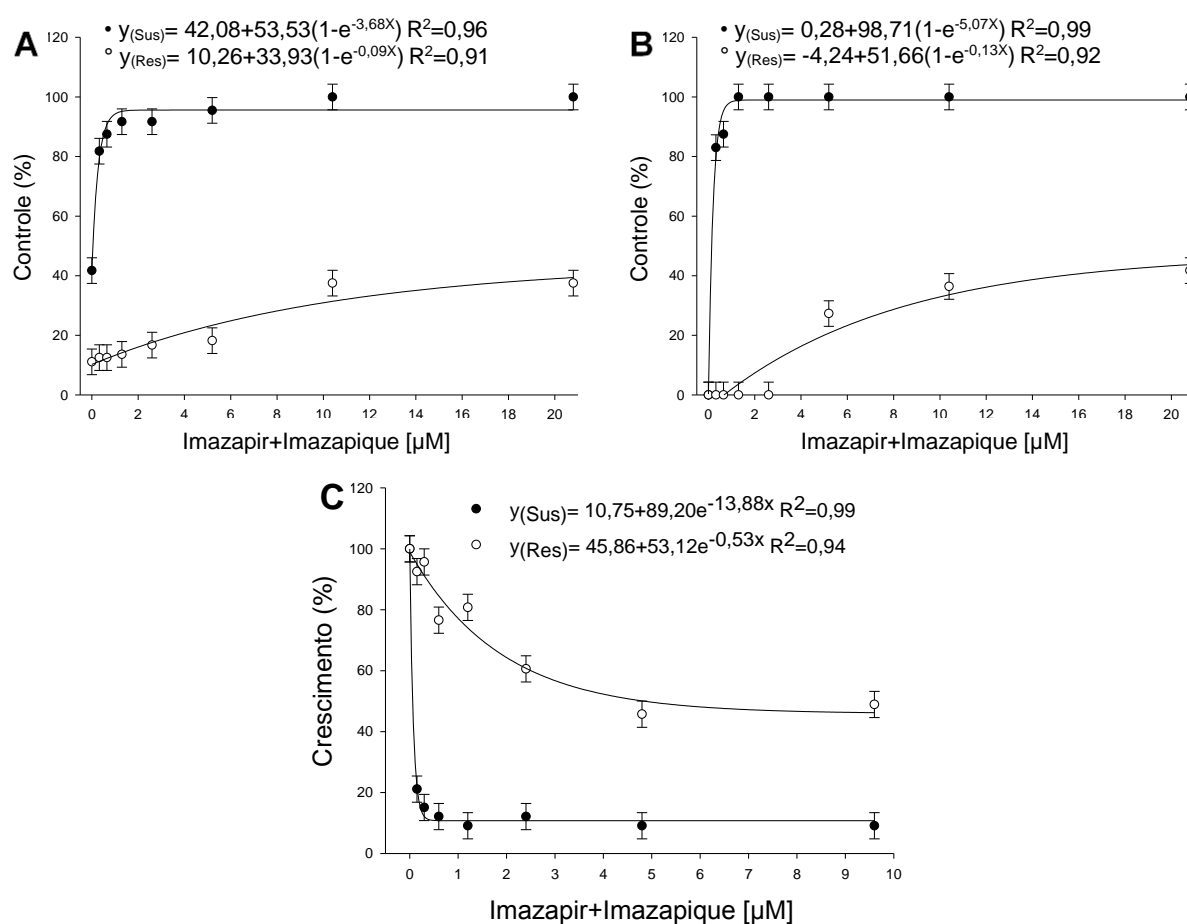 A
y(Sus)= 42,08+53,53(1-e-3,68X) R2=0,96
y(Res)= 10,26+33,93(1-e-0,09X) R2=0,91
120
100
80
60
40
20
0
Controle (%)
0 2 4 6 8 10 12 14 16 18 20
Imazapir+Imazapique [µM]
B
y(Sus)= 0,28+98,71(1-e-5,07X) R2=0,99
y(Res)= -4,24+51,66(1-e-0,13X) R2=0,92
120
100
80
60
40
20
0
Controle (%)
0 2 4 6 8 10 12 14 16 18 20
Imazapir+Imazapique [µM]
C
y(Sus)= 10,75+89,20e-13,88x R2=0,99
y(Res)= 45,86+53,12e-0,53x R2=0,94
120
100
80
60
40
20
0
Crescimento (%)
0 1 2 3 4 5 6 7 8 9 10
Imazapir+Imazapique [µM]